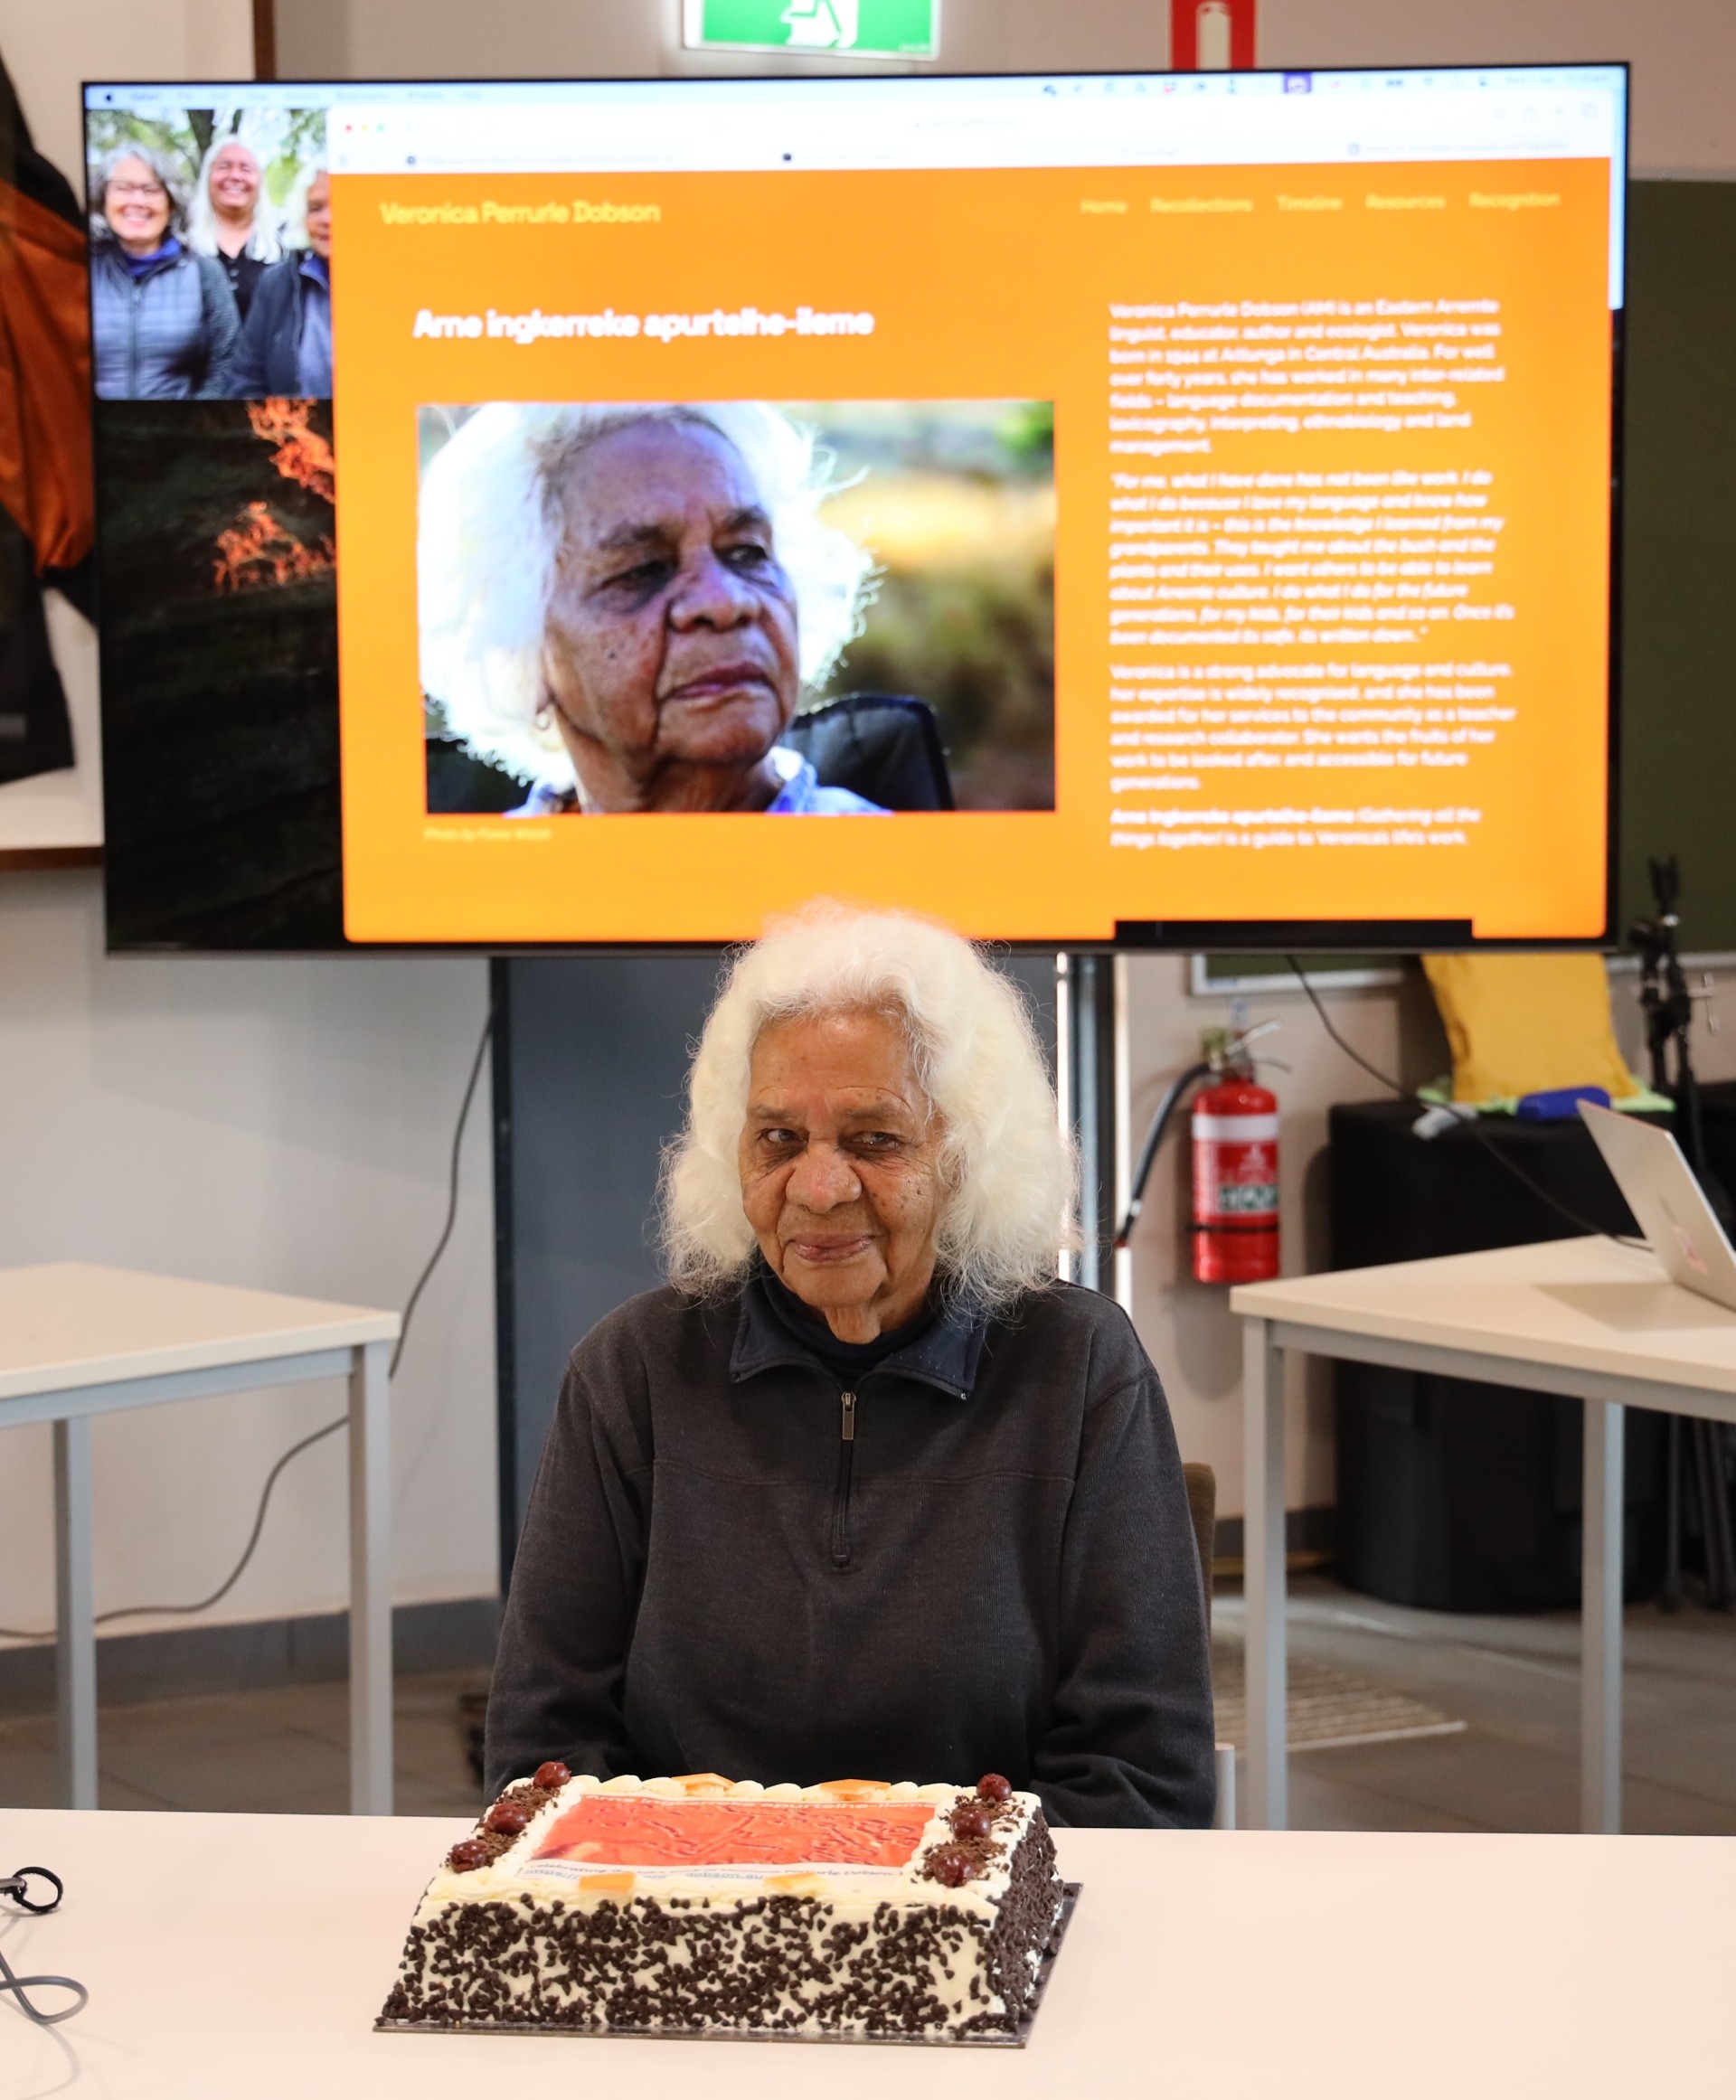 Veronica Perrurle Dobson
Home Recollections Timeline Resources Recognition
Arne ingkerreke apurtelhe-ileme
Veronica Perrurle Dobson (AM) is an Eastern Arrernte
linguist, educator, author and ecologist. Veronica was
born in 1944 at Arltunga in Central Australia. For well
over forty years, she has worked in many inter-related
fields – language documentation and teaching,
lexicography, interpreting, ethnobiology and land
management.
"For me, what I have done has not been like work. I do
what I do because I love my language and know how
important it is – this is the knowledge I learned from my
grandparents. They taught me about the bush and the
plants and their uses. I want others to be able to learn
about Arrernte culture. I do what I do for the future
generations, for my kids, for their kids and so on. Once it's
been documented its safe, its written down."
Veronica is a strong advocate for language and culture,
her expertise is widely recognised, and she has been
awarded for her services to the community as a teacher
and research collaborator. She wants the fruits of her
work to be looked after, and accessible for future
generations.
Arne ingkerreke apurtelhe-ileme (Gathering all the
things together) is a guide to Veronica's life's work.
Photo by Fiona Walsh